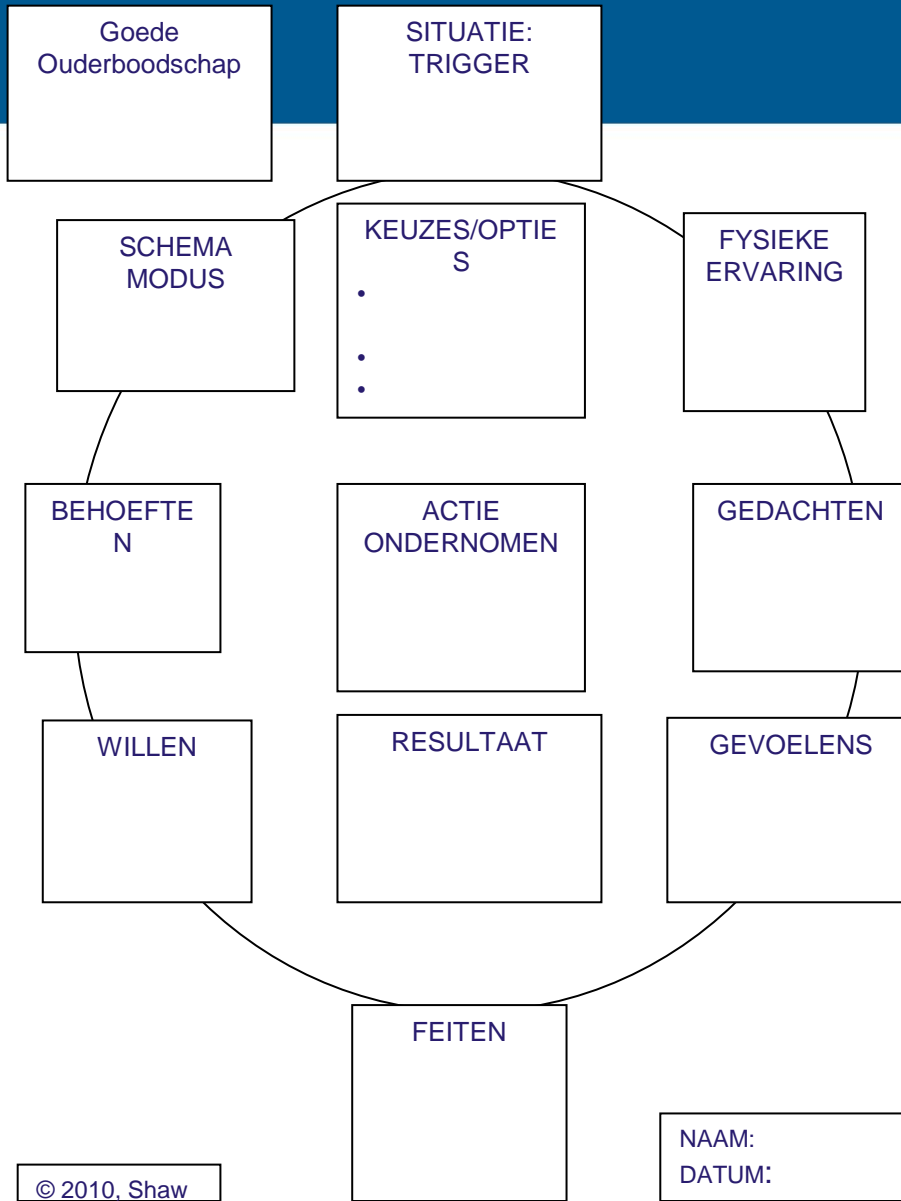 Goede
Ouderboodschap
SITUATIE:
TRIGGER
SCHEMA
MODUS
KEUZES/OPTIE
S
•
•
•
FYSIEKE
ERVARING
BEHOEFTE
N
ACTIE
ONDERNOMEN
GEDACHTEN
WILLEN
RESULTAAT
GEVOELENS
FEITEN
NAAM:
DATUM:
© 2010, Shaw